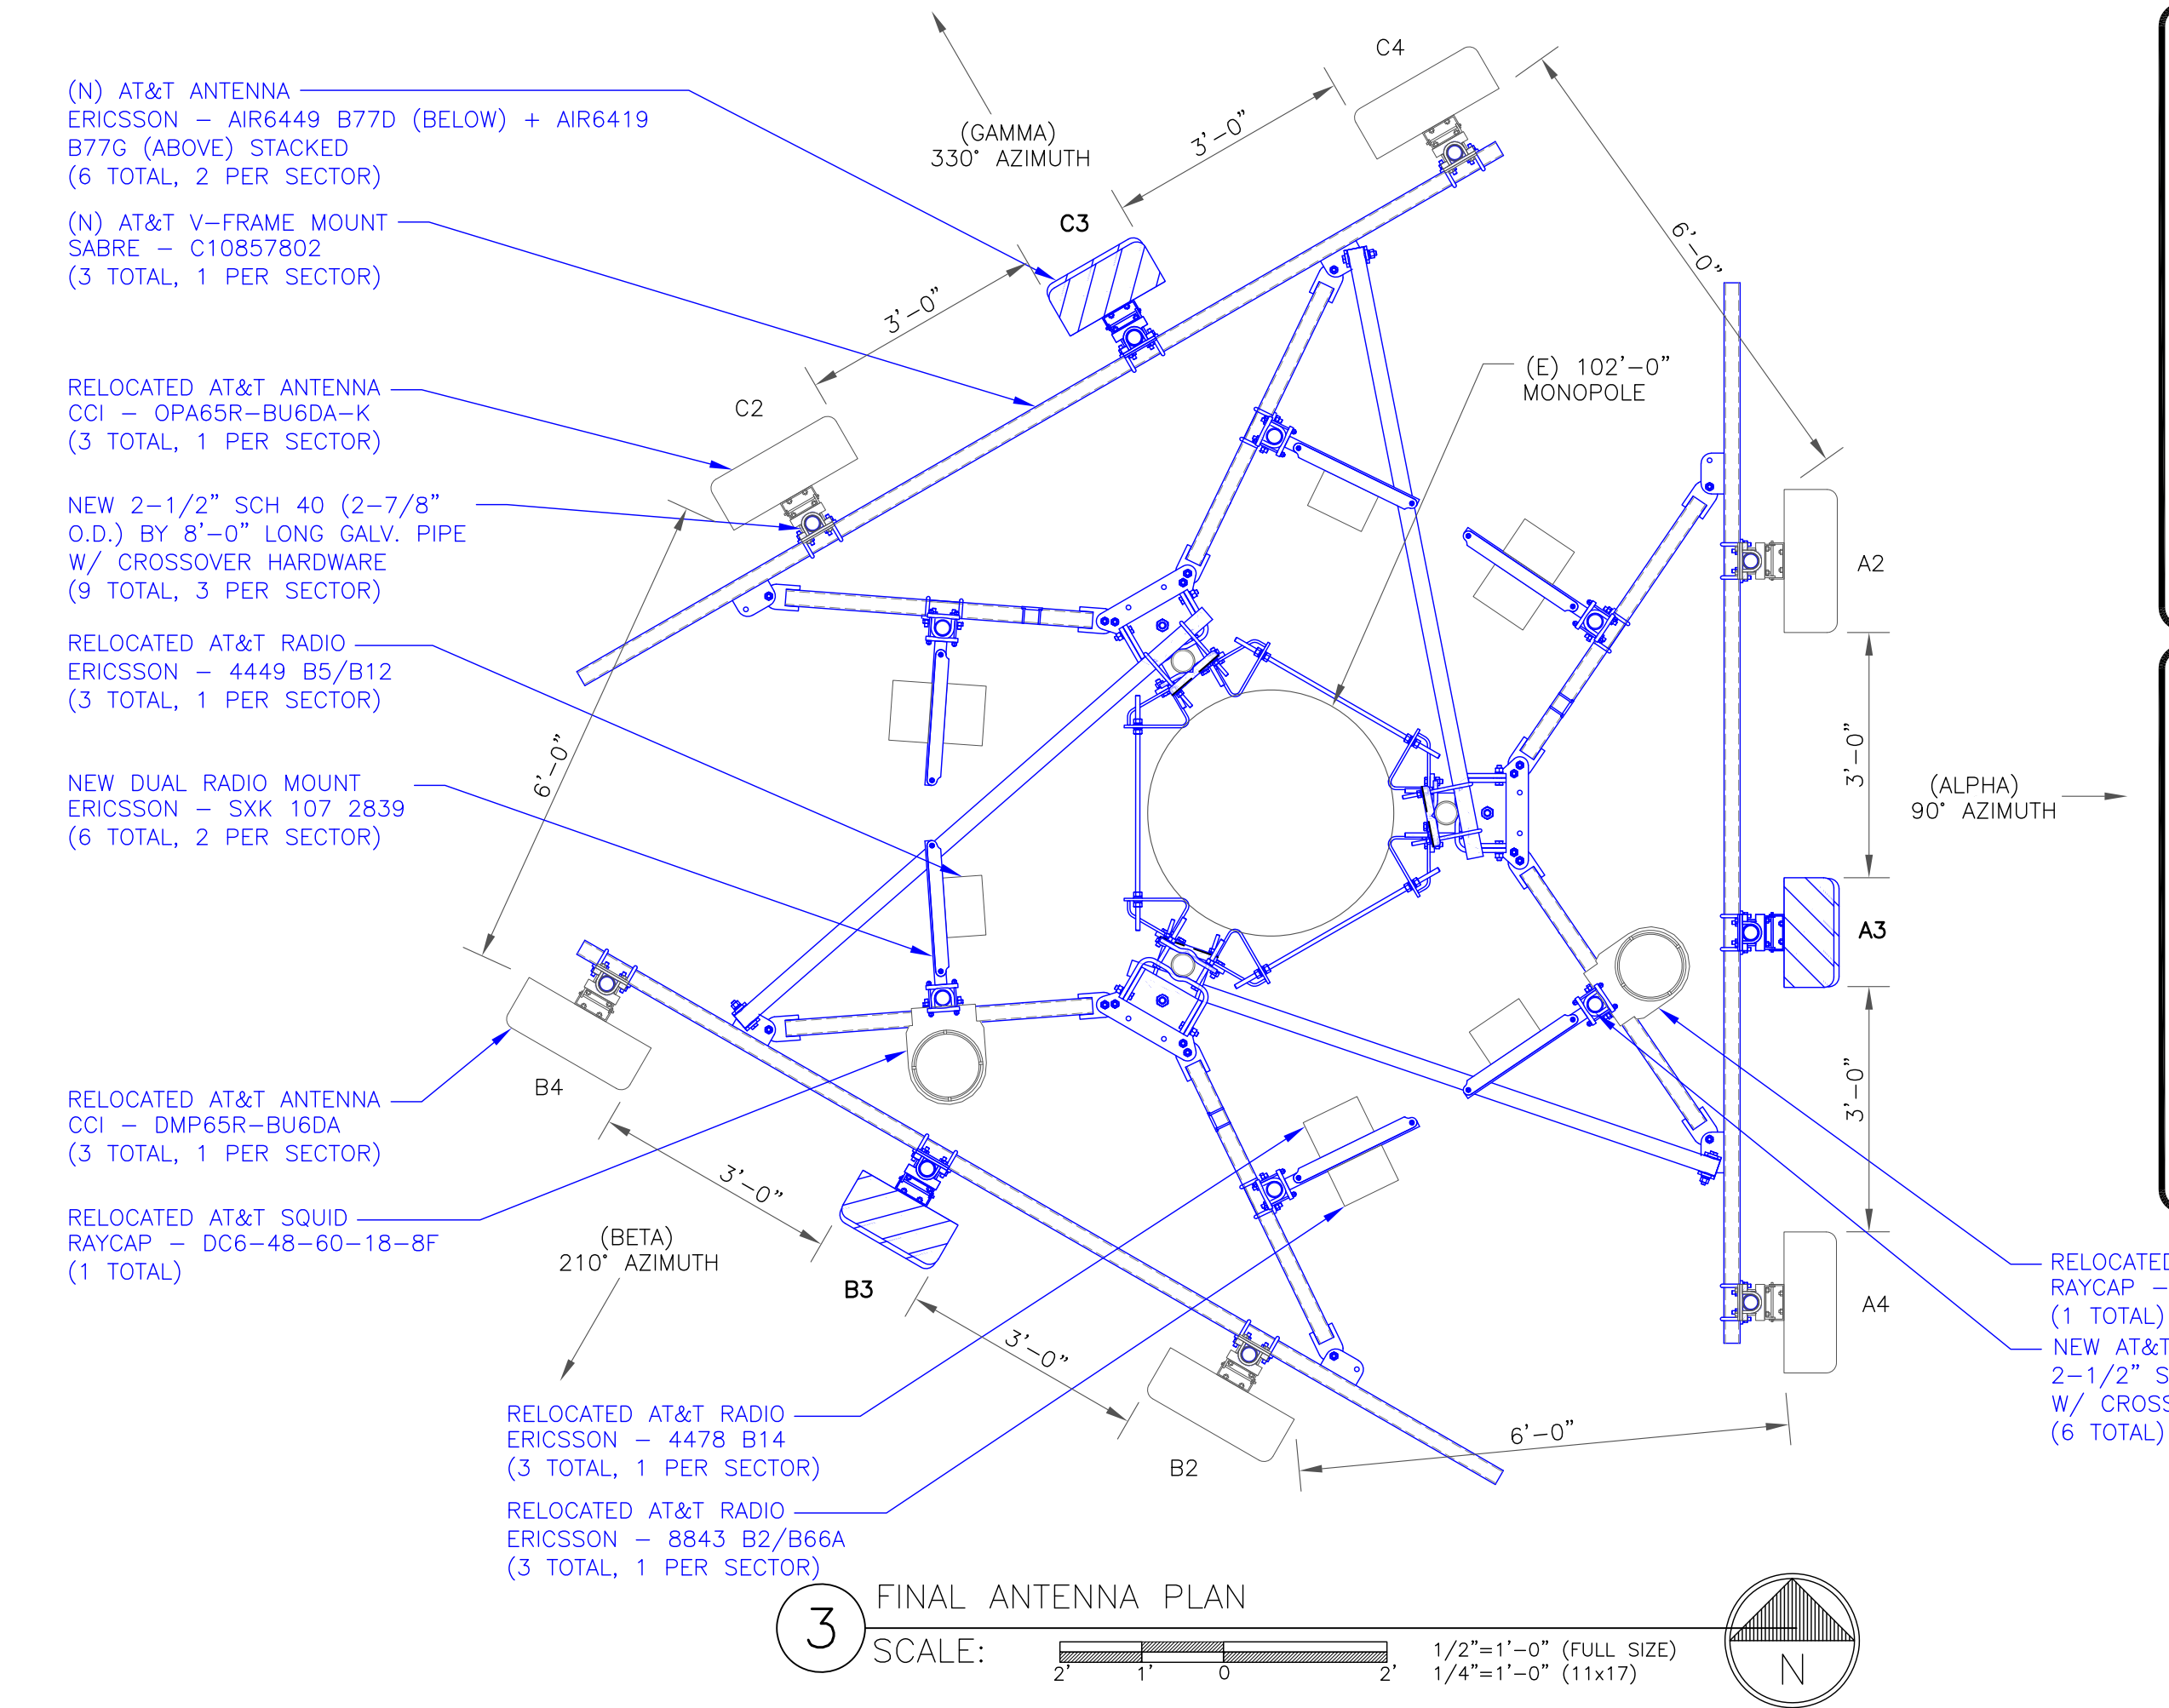 (N) AT&T ANTENNA
ERICSSON – AIR6449 B77D (BELOW) + AIR6419
B77G (ABOVE) STACKED
(6 TOTAL, 2 PER SECTOR)
(N) AT&T V–FRAME MOUNT
SABRE – C10857802
(3 TOTAL, 1 PER SECTOR)
RELOCATED AT&T ANTENNA
CCI – OPA65R–BU6DA–K
(3 TOTAL, 1 PER SECTOR)
NEW 2–1/2" SCH 40 (2–7/8"
O.D.) BY 8'–0" LONG GALV. PIPE
W/ CROSSOVER HARDWARE
(9 TOTAL, 3 PER SECTOR)
RELOCATED AT&T RADIO
ERICSSON – 4449 B5/B12
(3 TOTAL, 1 PER SECTOR)
NEW DUAL RADIO MOUNT
ERICSSON – SXK 107 2839
(6 TOTAL, 2 PER SECTOR)
RELOCATED AT&T ANTENNA
CCI – DMP65R–BU6DA
(3 TOTAL, 1 PER SECTOR)
RELOCATED AT&T SQUID
RAYCAP – DC6–48–60–18–8F
(1 TOTAL)
(GAMMA)
330° AZIMUTH
C4
3'–0"
C3
3'–0"
C2
6'–0"
(E) 102'–0"
MONOPOLE
A2
3'–0"
(ALPHA)
90° AZIMUTH
A3
3'–0"
A4
6'–0"
6'–0"
B4
3'–0"
(BETA)
210° AZIMUTH
B3
3'–0"
B2
RELOCATED AT&T RADIO
ERICSSON – 4478 B14
(3 TOTAL, 1 PER SECTOR)
RELOCATED AT&T RADIO
ERICSSON – 8843 B2/B66A
(3 TOTAL, 1 PER SECTOR)
RELOCATED
RAYCAP –
(1 TOTAL)
NEW AT&T
2–1/2" S
W/ CROSS
(6 TOTAL)
3
FINAL ANTENNA PLAN
SCALE:
2' 1' 0 2'
1/2"=1'–0" (FULL SIZE)
1/4"=1'–0" (11x17)
N